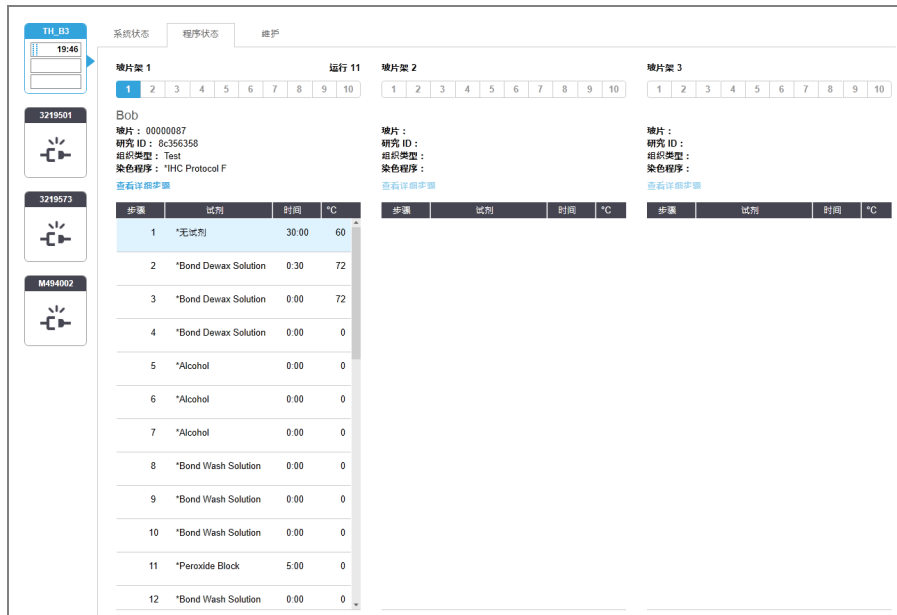 TH_B3
19:46
3219501
3219573
M494002
系统状态 程序状态 维护
玻片架 1 运行 11
1 2 3 4 5 6 7 8 9 10
Bob
玻片： 00000087
研究 ID： 8c356358
组织类型： Test
染色程序： *IHC Protocol F
查看详细步骤
步骤 试剂 时间 °C
1 *无试剂 30:00 60
2 *Bond Dewax Solution 0:30 72
3 *Bond Dewax Solution 0:00 72
4 *Bond Dewax Solution 0:00 0
5 *Alcohol 0:00 0
6 *Alcohol 0:00 0
7 *Alcohol 0:00 0
8 *Bond Wash Solution 0:00 0
9 *Bond Wash Solution 0:00 0
10 *Bond Wash Solution 0:00 0
11 *Peroxide Block 5:00 0
12 *Bond Wash Solution 0:00 0
玻片架 2
1 2 3 4 5 6 7 8 9 10
玻片：
研究 ID：
组织类型：
染色程序：
查看详细步骤
步骤 试剂 时间 °C
玻片架 3
1 2 3 4 5 6 7 8 9 10
玻片：
研究 ID：
组织类型：
染色程序：
查看详细步骤
步骤 试剂 时间 °C